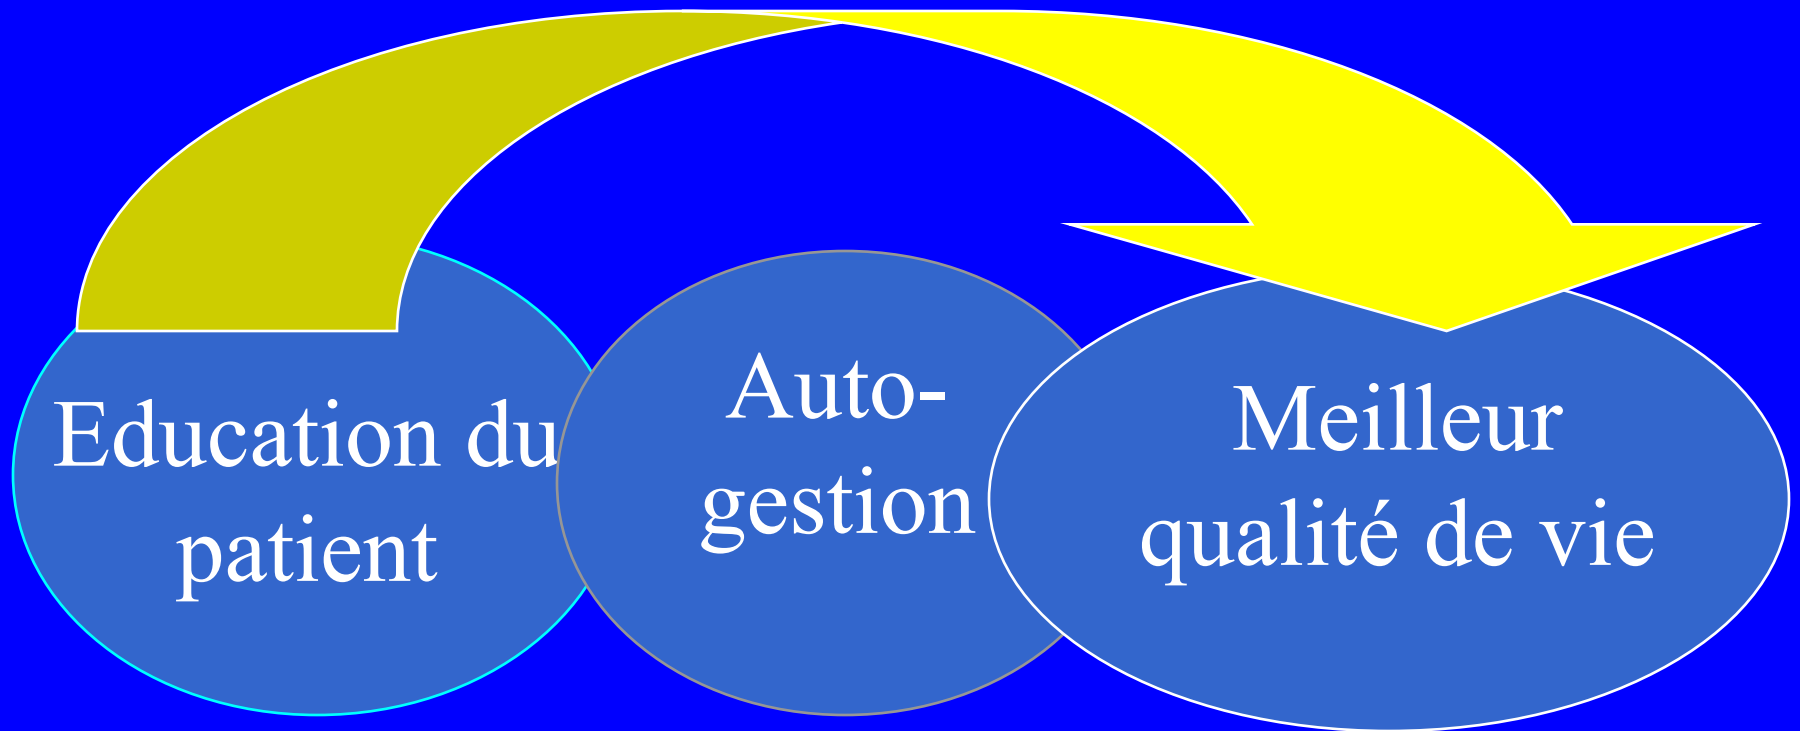 Education du
patient
Auto-
gestion
Meilleur
qualité de vie